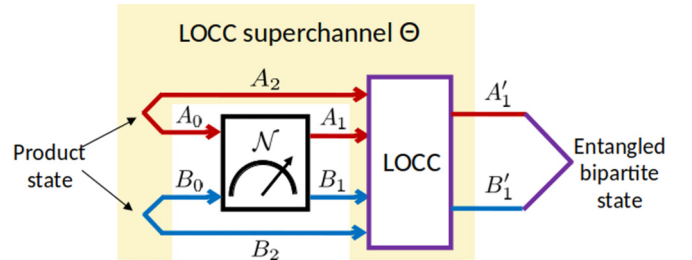 LOCC superchannel Θ
A₂
A₀
A₁
A′₁
𝒩
Product
state
LOCC
Entangled
bipartite
state
B₀
B₁
B′₁
B₂